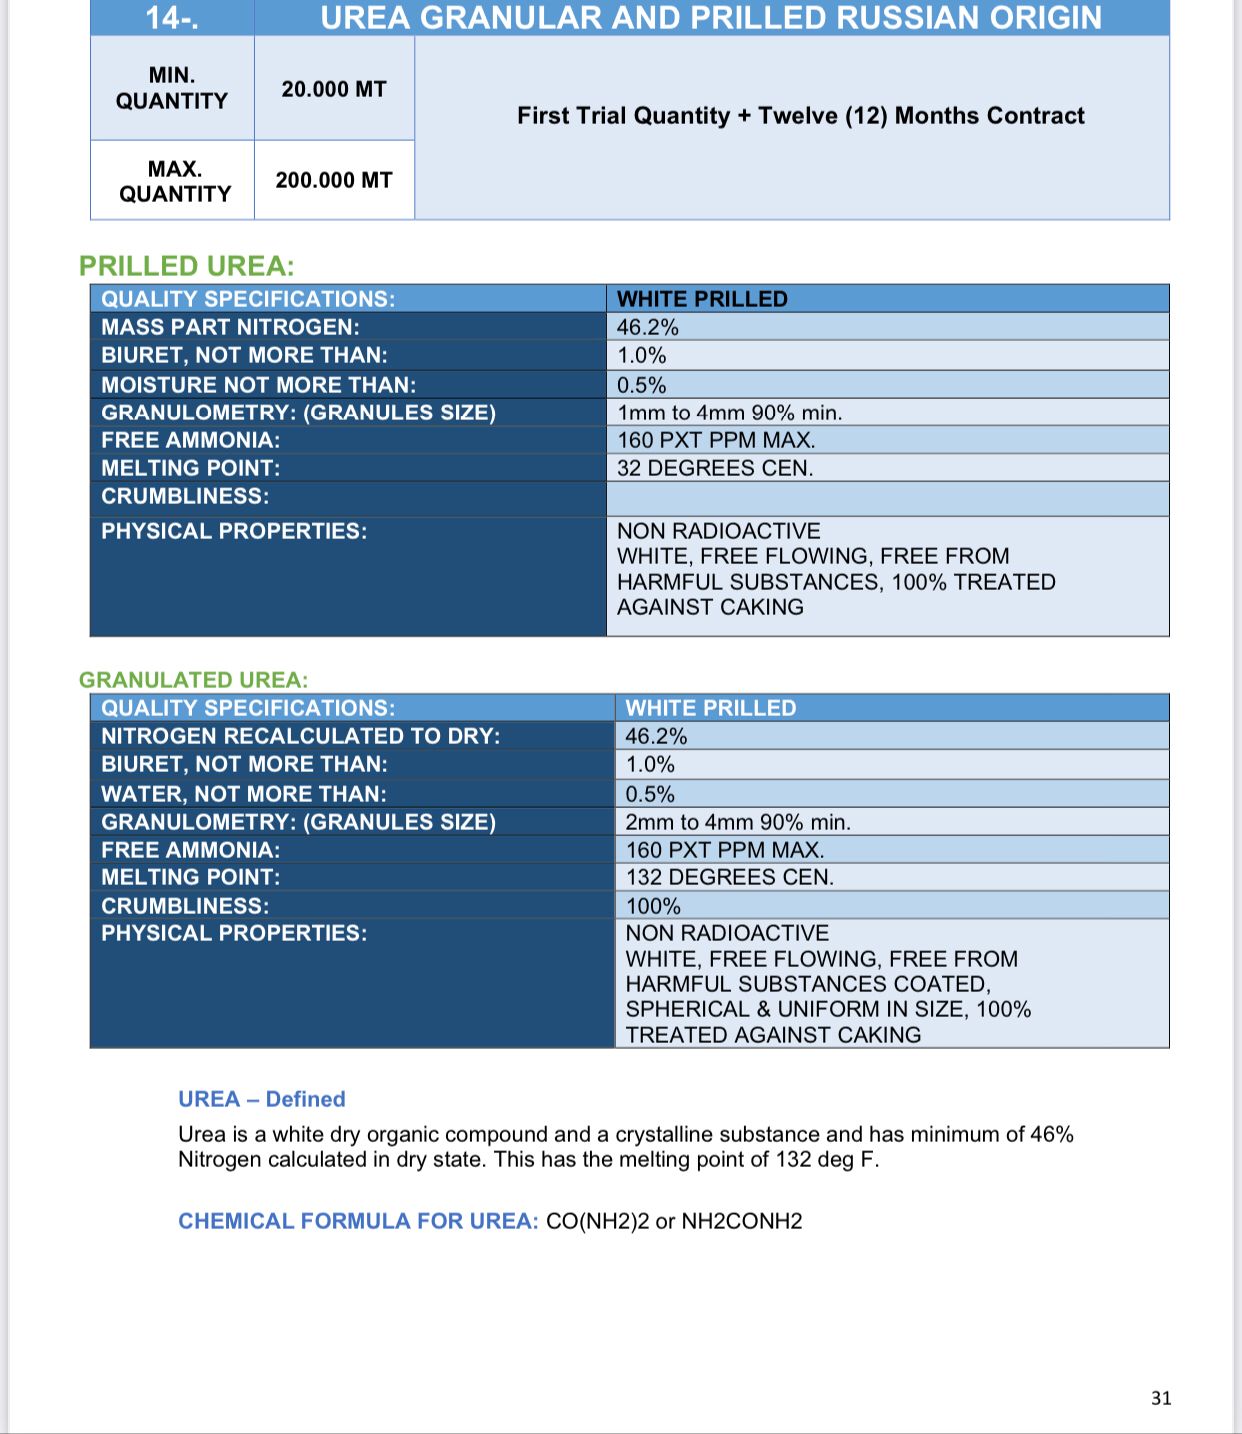 14-. UREA GRANULAR AND PRILLED RUSSIAN ORIGIN
MIN.
QUANTITY
20.000 MT
First Trial Quantity + Twelve (12) Months Contract
MAX.
QUANTITY
200.000 MT
PRILLED UREA:
QUALITY SPECIFICATIONS: WHITE PRILLED
MASS PART NITROGEN: 46.2%
BIURET, NOT MORE THAN: 1.0%
MOISTURE NOT MORE THAN: 0.5%
GRANULOMETRY: (GRANULES SIZE) 1mm to 4mm 90% min.
FREE AMMONIA: 160 PXT PPM MAX.
MELTING POINT: 32 DEGREES CEN.
CRUMBLINESS:
PHYSICAL PROPERTIES: NON RADIOACTIVE
WHITE, FREE FLOWING, FREE FROM
HARMFUL SUBSTANCES, 100% TREATED
AGAINST CAKING
GRANULATED UREA:
QUALITY SPECIFICATIONS: WHITE PRILLED
NITROGEN RECALCULATED TO DRY: 46.2%
BIURET, NOT MORE THAN: 1.0%
WATER, NOT MORE THAN: 0.5%
GRANULOMETRY: (GRANULES SIZE) 2mm to 4mm 90% min.
FREE AMMONIA: 160 PXT PPM MAX.
MELTING POINT: 132 DEGREES CEN.
CRUMBLINESS: 100%
PHYSICAL PROPERTIES: NON RADIOACTIVE
WHITE, FREE FLOWING, FREE FROM
HARMFUL SUBSTANCES COATED,
SPHERICAL & UNIFORM IN SIZE, 100%
TREATED AGAINST CAKING
UREA – Defined
Urea is a white dry organic compound and a crystalline substance and has minimum of 46%
Nitrogen calculated in dry state. This has the melting point of 132 deg F.
CHEMICAL FORMULA FOR UREA: CO(NH2)2 or NH2CONH2
31